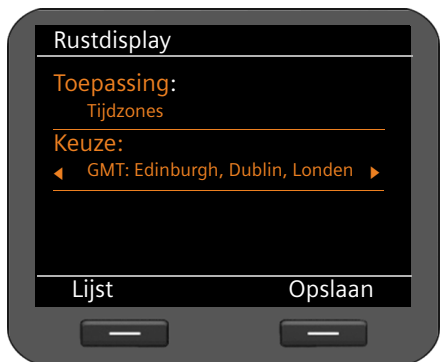 Rustdisplay
Toepassing:
Tijdzones
Keuze:
GMT: Edinburgh, Dublin, Londen
Lijst Opslaan